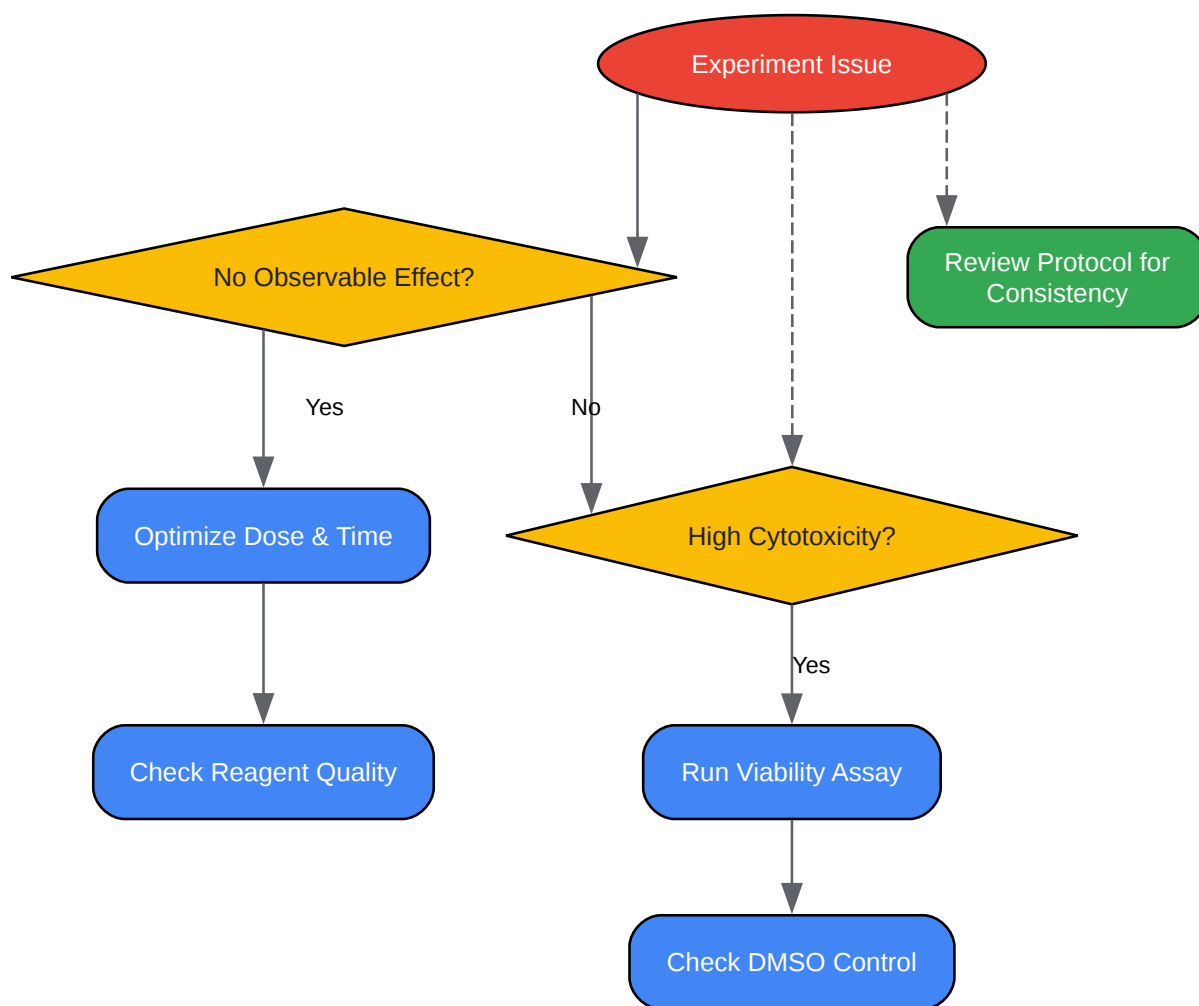 Experiment Issue
No Observable Effect?
Review Protocol for
Consistency
Yes
No
Optimize Dose & Time
High Cytotoxicity?
Yes
Check Reagent Quality
Run Viability Assay
Check DMSO Control